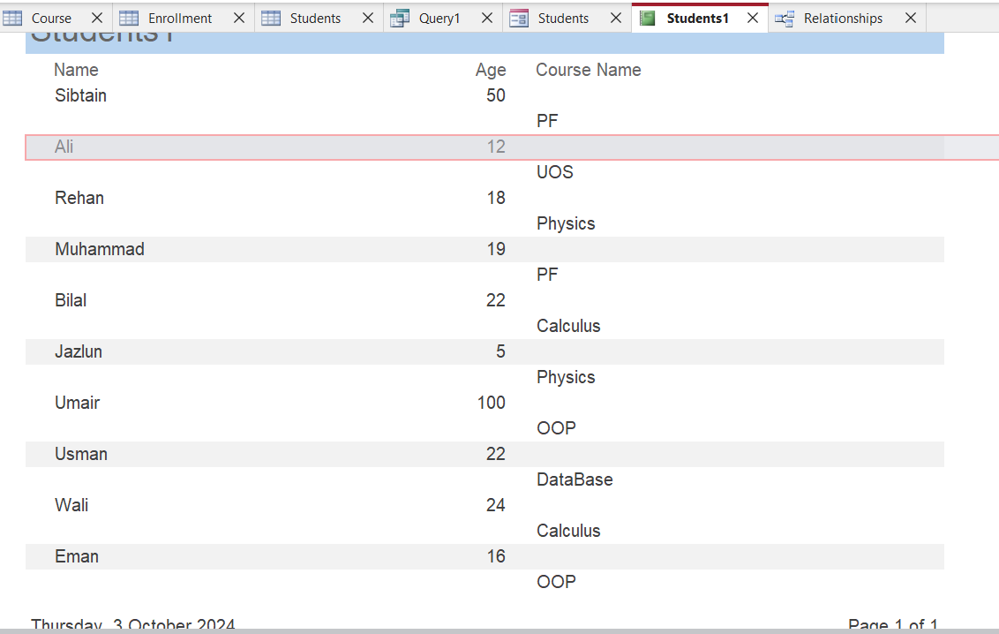 Course Enrollment Students Query1 Students Students1 Relationships
Students1
Name Age Course Name
Sibtain 50
PF
Ali 12
UOS
Rehan 18
Physics
Muhammad 19
PF
Bilal 22
Calculus
Jazlun 5
Physics
Umair 100
OOP
Usman 22
DataBase
Wali 24
Calculus
Eman 16
OOP
Thursday, 3 October 2024 Page 1 of 1